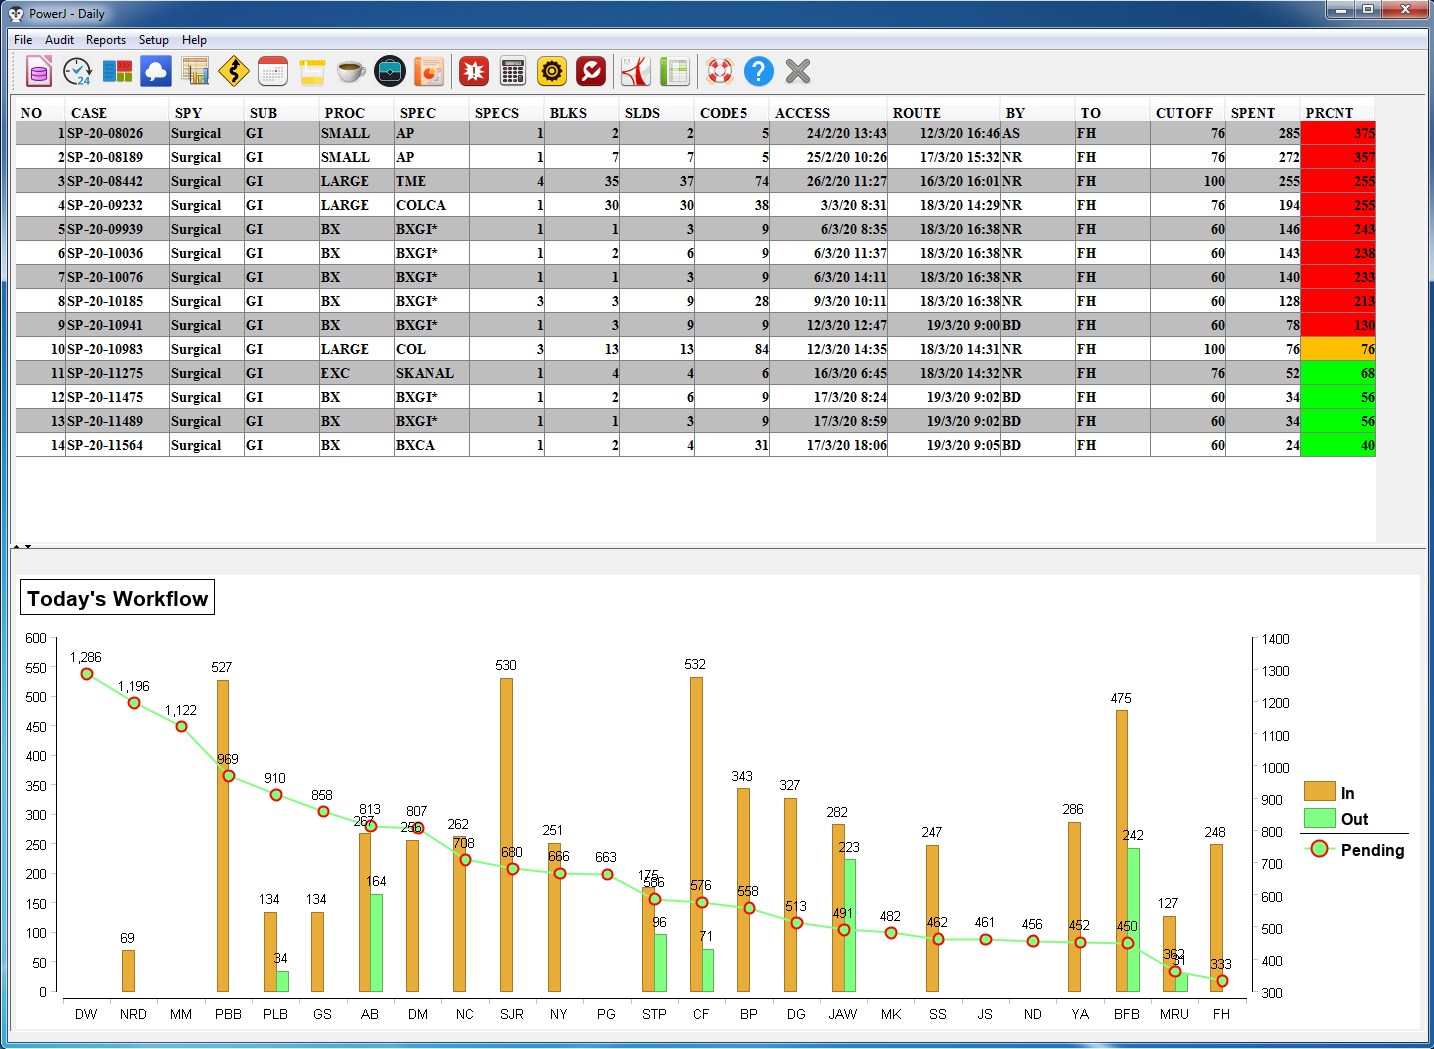 PowerJ - Daily
File Audit Reports Setup Help
24
NO CASE SPY SUB PROC SPEC SPECS BLKS SLDS CODE5 ACCESS ROUTE BY TO CUTOFF SPENT PRCNT
1 SP-20-08026 Surgical GI SMALL AP 1 2 2 5 24/2/20 13:43 12/3/20 16:46 AS FH 76 285 375
2 SP-20-08189 Surgical GI SMALL AP 1 7 7 5 25/2/20 10:26 17/3/20 15:32 NR FH 76 272 357
3 SP-20-08442 Surgical GI LARGE TME 4 35 37 74 26/2/20 11:27 16/3/20 16:01 NR FH 100 255 255
4 SP-20-09232 Surgical GI LARGE COLCA 1 30 30 38 3/3/20 8:31 18/3/20 14:29 NR FH 76 194 255
5 SP-20-09939 Surgical GI BX BXGI* 1 1 3 9 6/3/20 8:35 18/3/20 16:38 NR FH 60 146 243
6 SP-20-10036 Surgical GI BX BXGI* 1 2 6 9 6/3/20 11:37 18/3/20 16:38 NR FH 60 143 238
7 SP-20-10076 Surgical GI BX BXGI* 1 1 3 9 6/3/20 14:11 18/3/20 16:38 NR FH 60 140 233
8 SP-20-10185 Surgical GI BX BXGI* 3 3 9 28 9/3/20 10:11 18/3/20 16:38 NR FH 60 128 213
9 SP-20-10941 Surgical GI BX BXGI* 1 3 9 9 12/3/20 12:47 19/3/20 9:00 BD FH 60 78 130
10 SP-20-10983 Surgical GI LARGE COL 3 13 13 84 12/3/20 14:35 18/3/20 14:31 NR FH 100 76 76
11 SP-20-11275 Surgical GI EXC SKANAL 1 4 4 6 16/3/20 6:45 18/3/20 14:32 NR FH 76 52 68
12 SP-20-11475 Surgical GI BX BXGI* 1 2 6 9 17/3/20 8:24 19/3/20 9:02 BD FH 60 34 56
13 SP-20-11489 Surgical GI BX BXGI* 1 1 3 9 17/3/20 8:59 19/3/20 9:02 BD FH 60 34 56
14 SP-20-11564 Surgical GI BX BXCA 1 2 4 31 17/3/20 18:06 19/3/20 9:05 BD FH 60 24 40
Today's Workflow
600 550 500 450 400 350 300 250 200 150 100 50 0
1,286 1,196 1,122 969 910 858 813 807 708 680 666 663 586 576 558 513 491 482 462 461 456 452 450 362 333
69 527 134 134 267 256 262 530 251 175 532 343 327 282 247 286 475 127 248
34 164 96 71 223 242 31
1400 1300 1200 1100 1000 900 800 700 600 500 400 300
DW NRD MM PBB PLB GS AB DM NC SJR NY PG STP CF BP DG JAW MK SS JS ND YA BFB MRU FH
In
Out
Pending